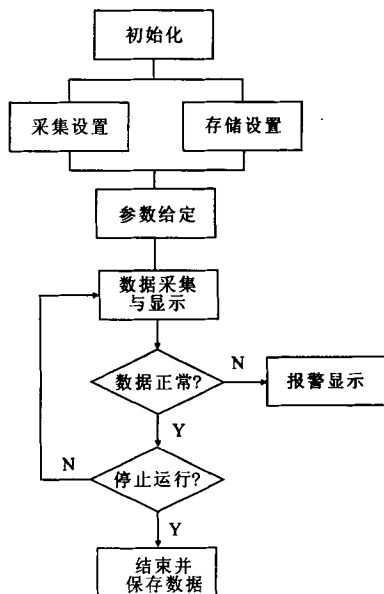 初始化
采集设置
存储设置
参数给定
数据采集
与显示
数据正常?
N
报警显示
Y
N
停止运行?
Y
结束并
保存数据